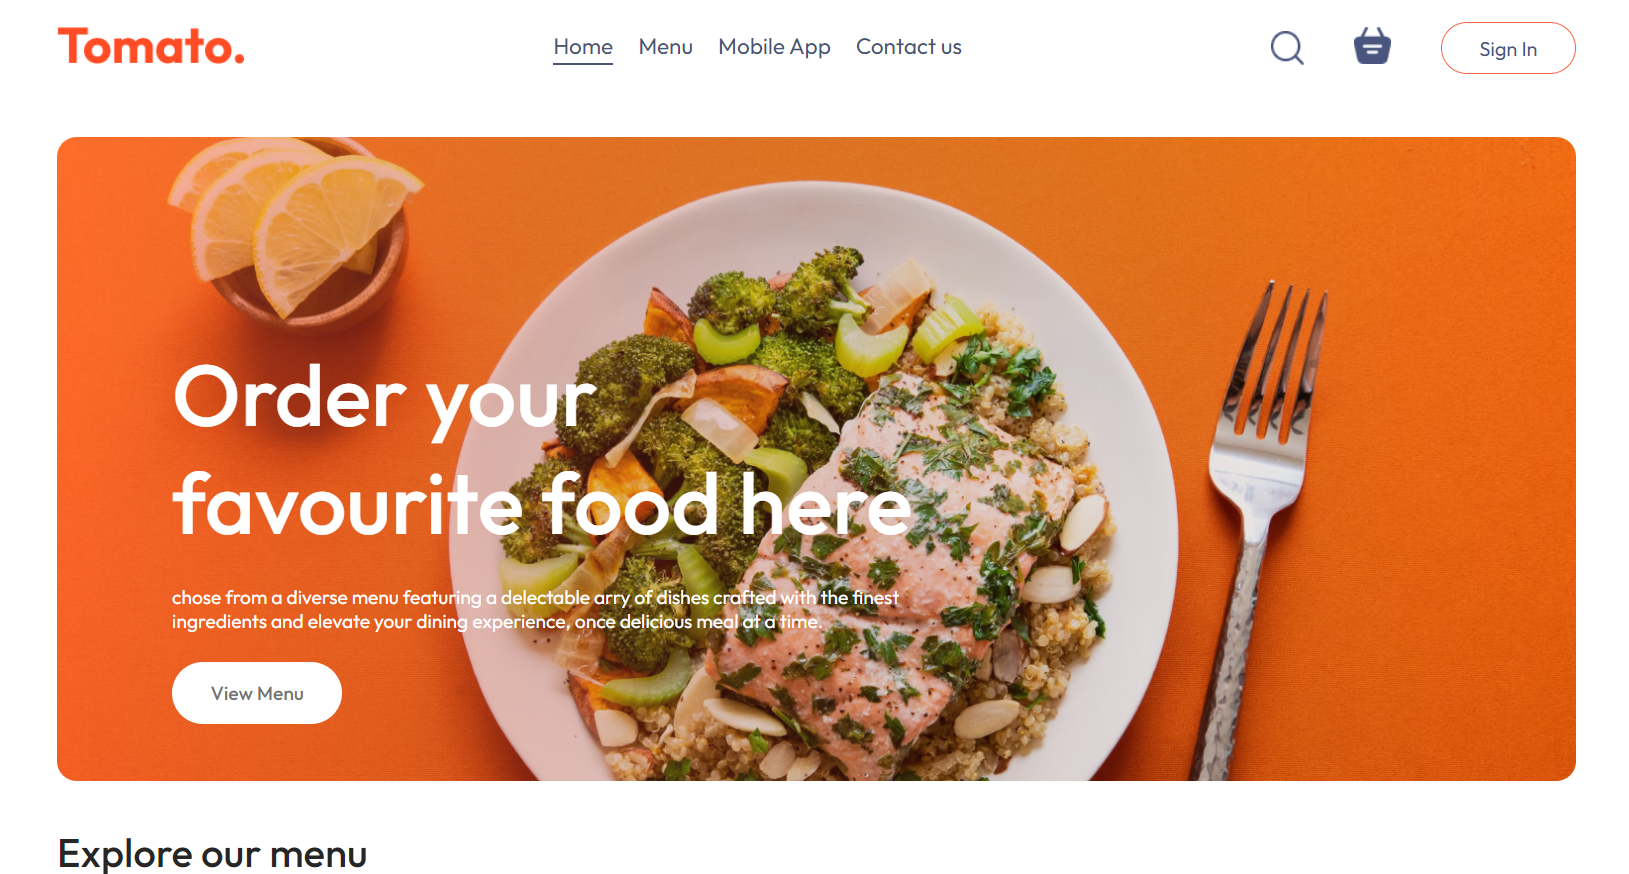 Tomato.
Home
Menu
Mobile App
Contact us
Sign In
Order your
favourite food here
chose from a diverse menu featuring a delectable arry of dishes crafted with the finest
ingredients and elevate your dining experience, once delicious meal at a time.
View Menu
Explore our menu